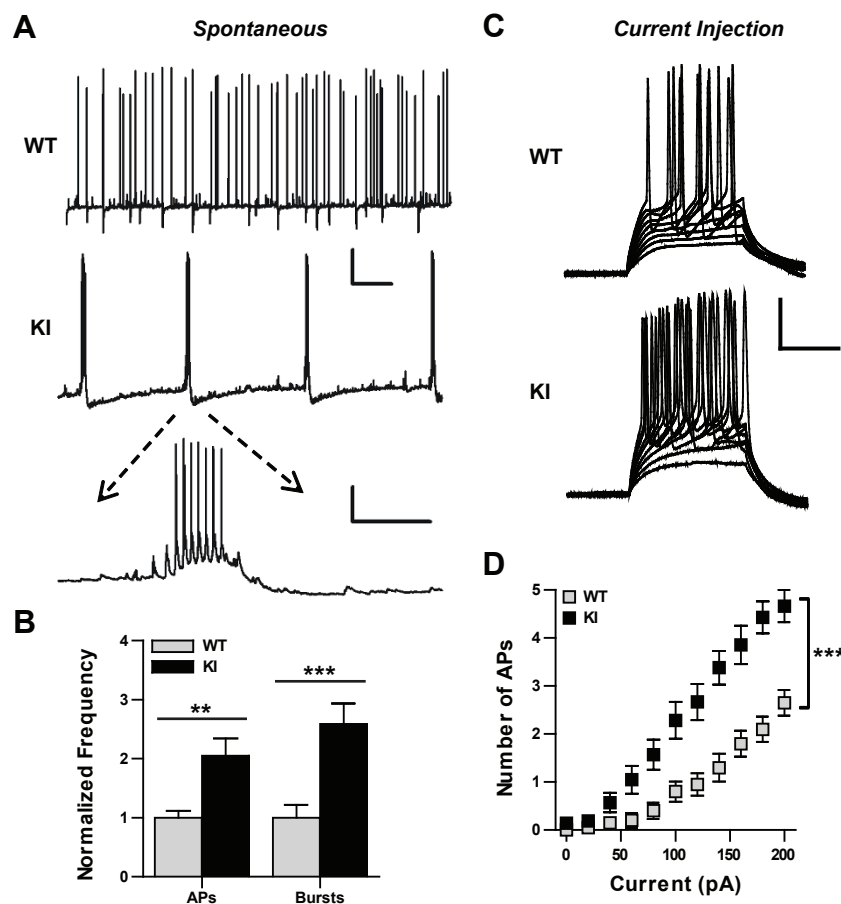 A
Spontaneous
WT
KI
B
Normalized Frequency
4
3
2
1
0
WT
KI
**
***
APs
Bursts
C
Current Injection
WT
KI
D
Number of APs
5
4
3
2
1
0
WT
KI
***
0
50
100
150
200
Current (pA)